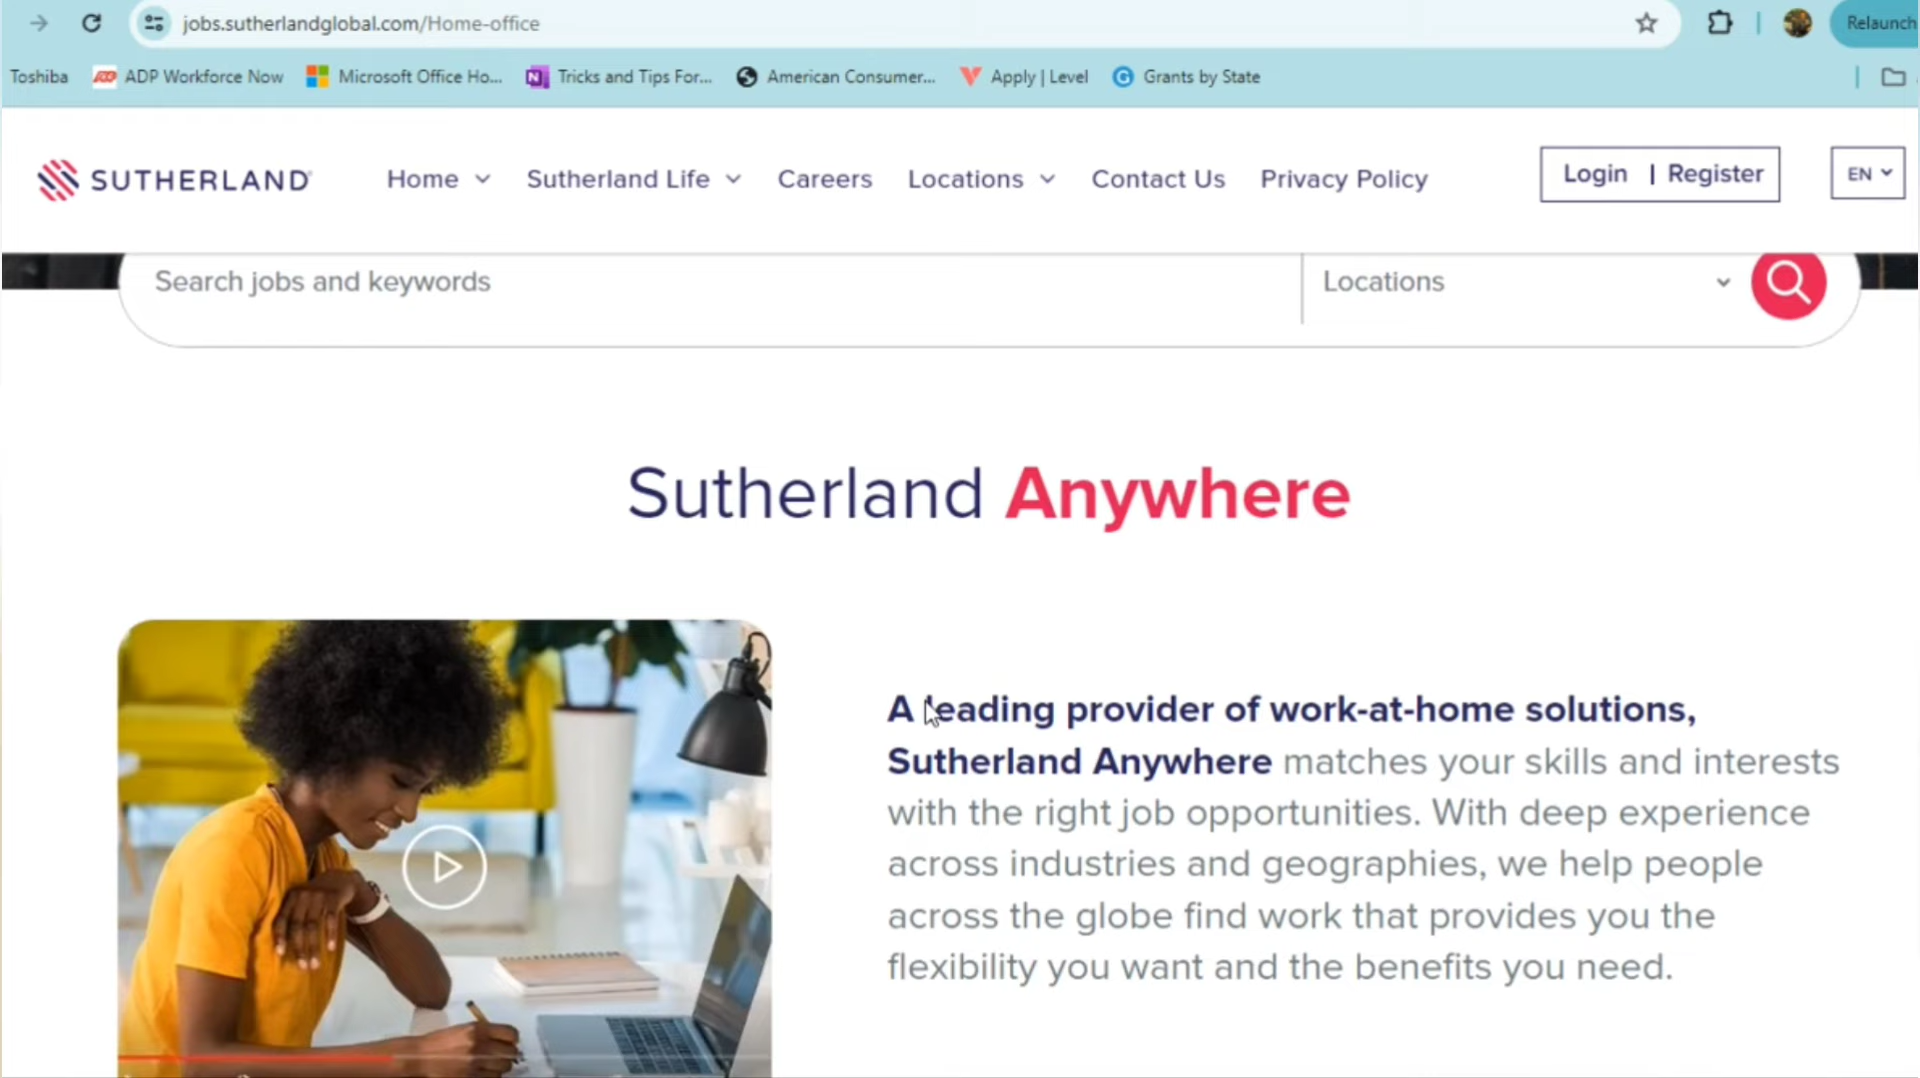 jobs.sutherlandglobal.com/Home-office
Relaunch
Toshiba
ADP Workforce Now
Microsoft Office Ho...
Tricks and Tips For...
American Consumer...
Apply | Level
Grants by State
SUTHERLAND
Home
Sutherland Life
Careers
Locations
Contact Us
Privacy Policy
Login | Register
EN
Search jobs and keywords
Locations
Sutherland Anywhere
A leading provider of work-at-home solutions,
Sutherland Anywhere matches your skills and interests
with the right job opportunities. With deep experience
across industries and geographies, we help people
across the globe find work that provides you the
flexibility you want and the benefits you need.